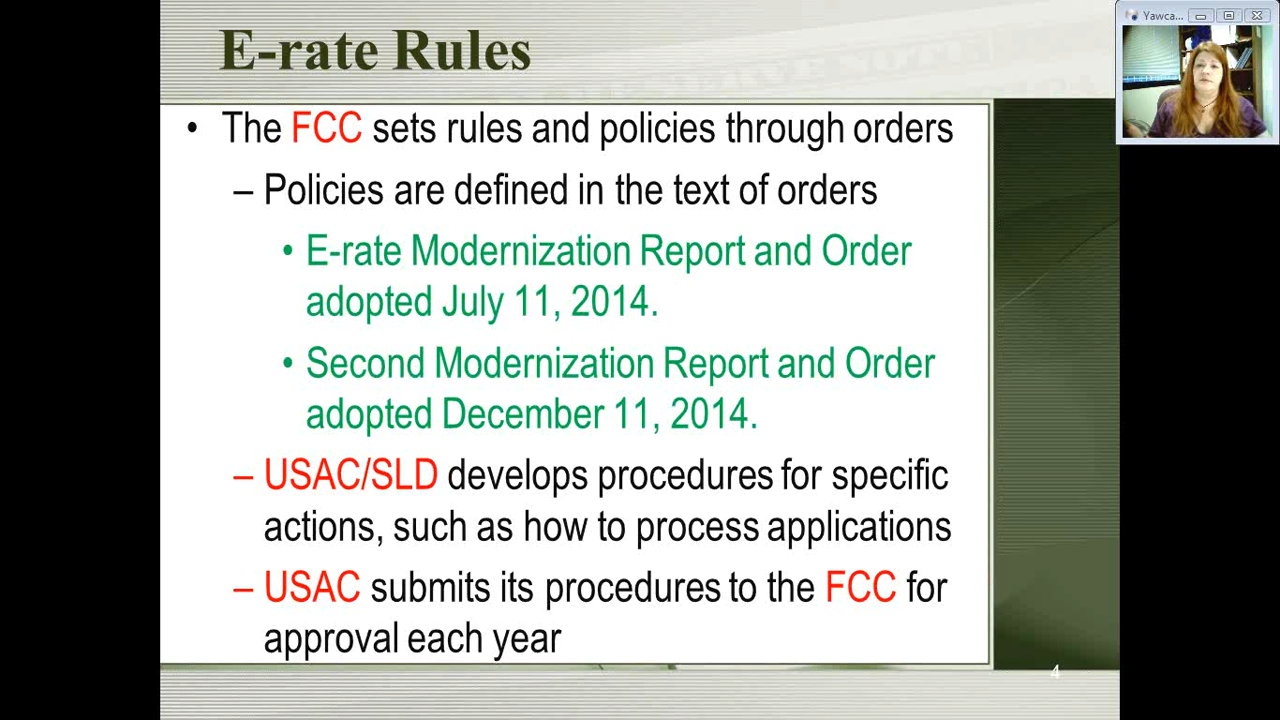 E-rate Rules
Yawca...
• The FCC sets rules and policies through orders
– Policies are defined in the text of orders
• E-rate Modernization Report and Order
adopted July 11, 2014.
• Second Modernization Report and Order
adopted December 11, 2014.
– USAC/SLD develops procedures for specific
actions, such as how to process applications
– USAC submits its procedures to the FCC for
approval each year
4